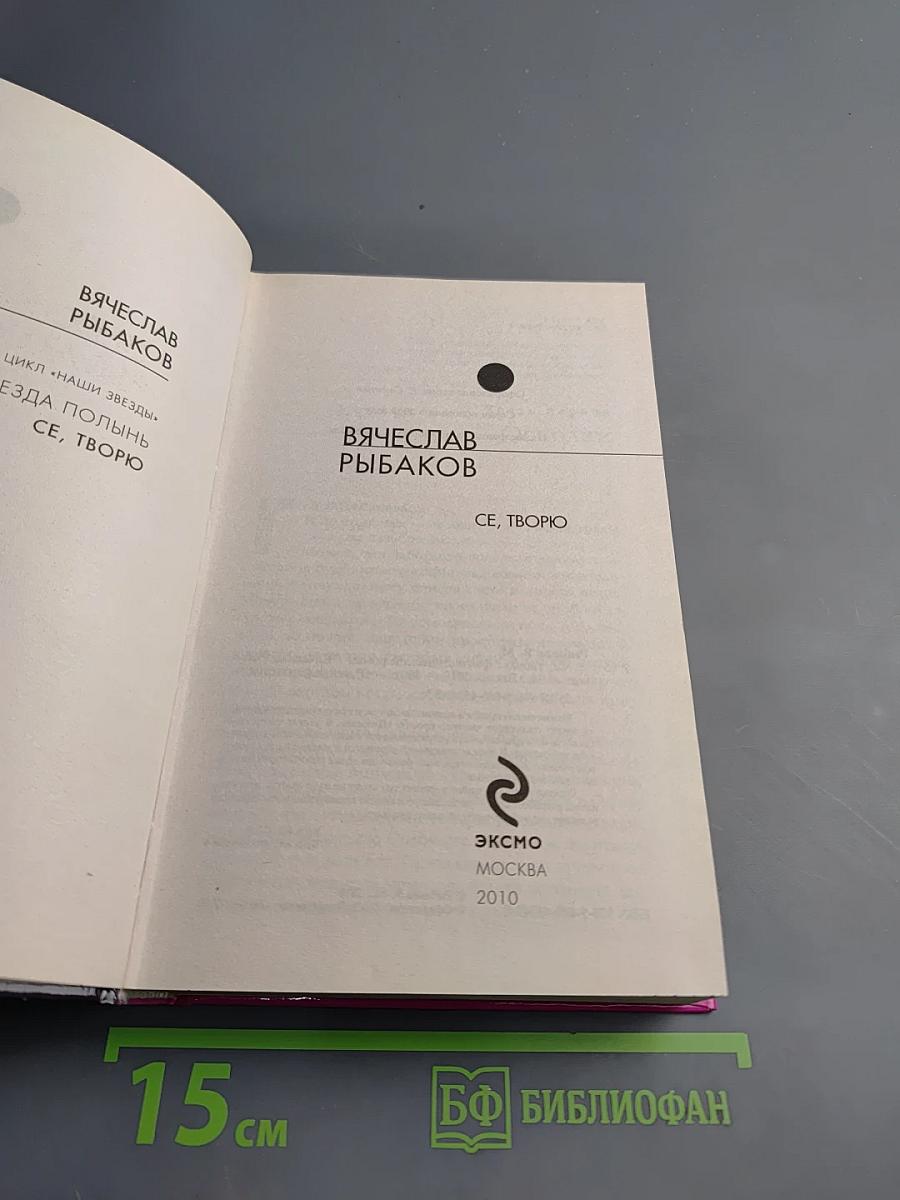 ВЯЧЕСЛАВ
РЫБАКОВ
ЦИКЛ «НАШИ ЗВЕЗДЫ»
ПОЛЫНЬ
СЕ, ТВОРЮ
ВЯЧЕСЛАВ
РЫБАКОВ
СЕ, ТВОРЮ
ЭКСМО
МОСКВА
2010
15 см
БФ БИБЛИОФАН